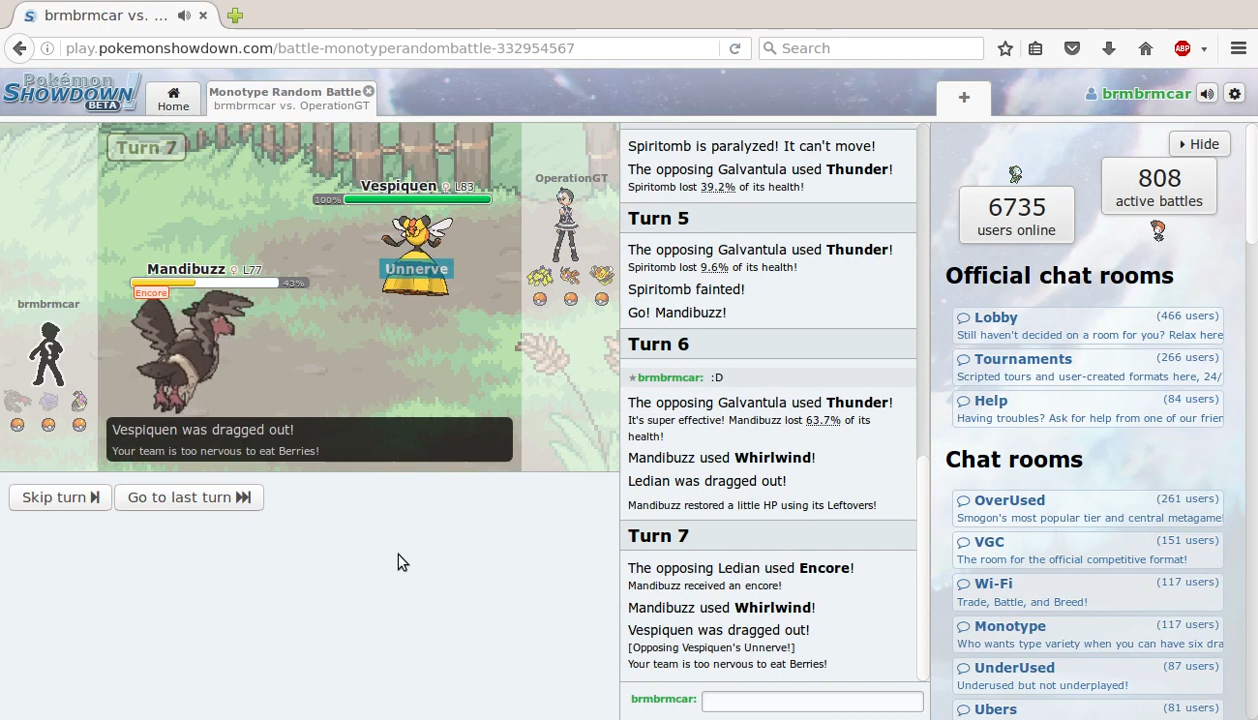 brmbrmcar vs. ...
play.pokemonshowdown.com/battle-monotyperandombattle-332954567
Search
ABP
Pokémon
SHOWDOWN!
BETA
Home
Monotype Random Battle
brmbrmcar vs. OperationGT
+
brmbrmcar
Turn 7
Vespiquen ♀ L83
100%
Unnerve
Mandibuzz ♀ L77
43%
Encore
brmbrmcar
OperationGT
Vespiquen was dragged out!
Your team is too nervous to eat Berries!
Skip turn
Go to last turn
Spiritomb is paralyzed! It can't move!
The opposing Galvantula used Thunder!
Spiritomb lost 39.2% of its health!
Turn 5
The opposing Galvantula used Thunder!
Spiritomb lost 9.6% of its health!
Spiritomb fainted!
Go! Mandibuzz!
Turn 6
★brmbrmcar: :D
The opposing Galvantula used Thunder!
It's super effective! Mandibuzz lost 63.7% of its
health!
Mandibuzz used Whirlwind!
Ledian was dragged out!
Mandibuzz restored a little HP using its Leftovers!
Turn 7
The opposing Ledian used Encore!
Mandibuzz received an encore!
Mandibuzz used Whirlwind!
Vespiquen was dragged out!
[Opposing Vespiquen's Unnerve!]
Your team is too nervous to eat Berries!
brmbrmcar:
Hide
6735
users online
808
active battles
Official chat rooms
Lobby (466 users)
Still haven't decided on a room for you? Relax here
Tournaments (266 users)
Scripted tours and user-created formats here, 24/
Help (84 users)
Having troubles? Ask for help from one of our frier
Chat rooms
OverUsed (261 users)
Smogon's most popular tier and central metagame!
VGC (151 users)
The room for the official competitive format!
Wi-Fi (117 users)
Trade, Battle, and Breed!
Monotype (117 users)
Who wants type variety when you can have six dra
UnderUsed (87 users)
Underused but not underplayed!
Ubers (81 users)